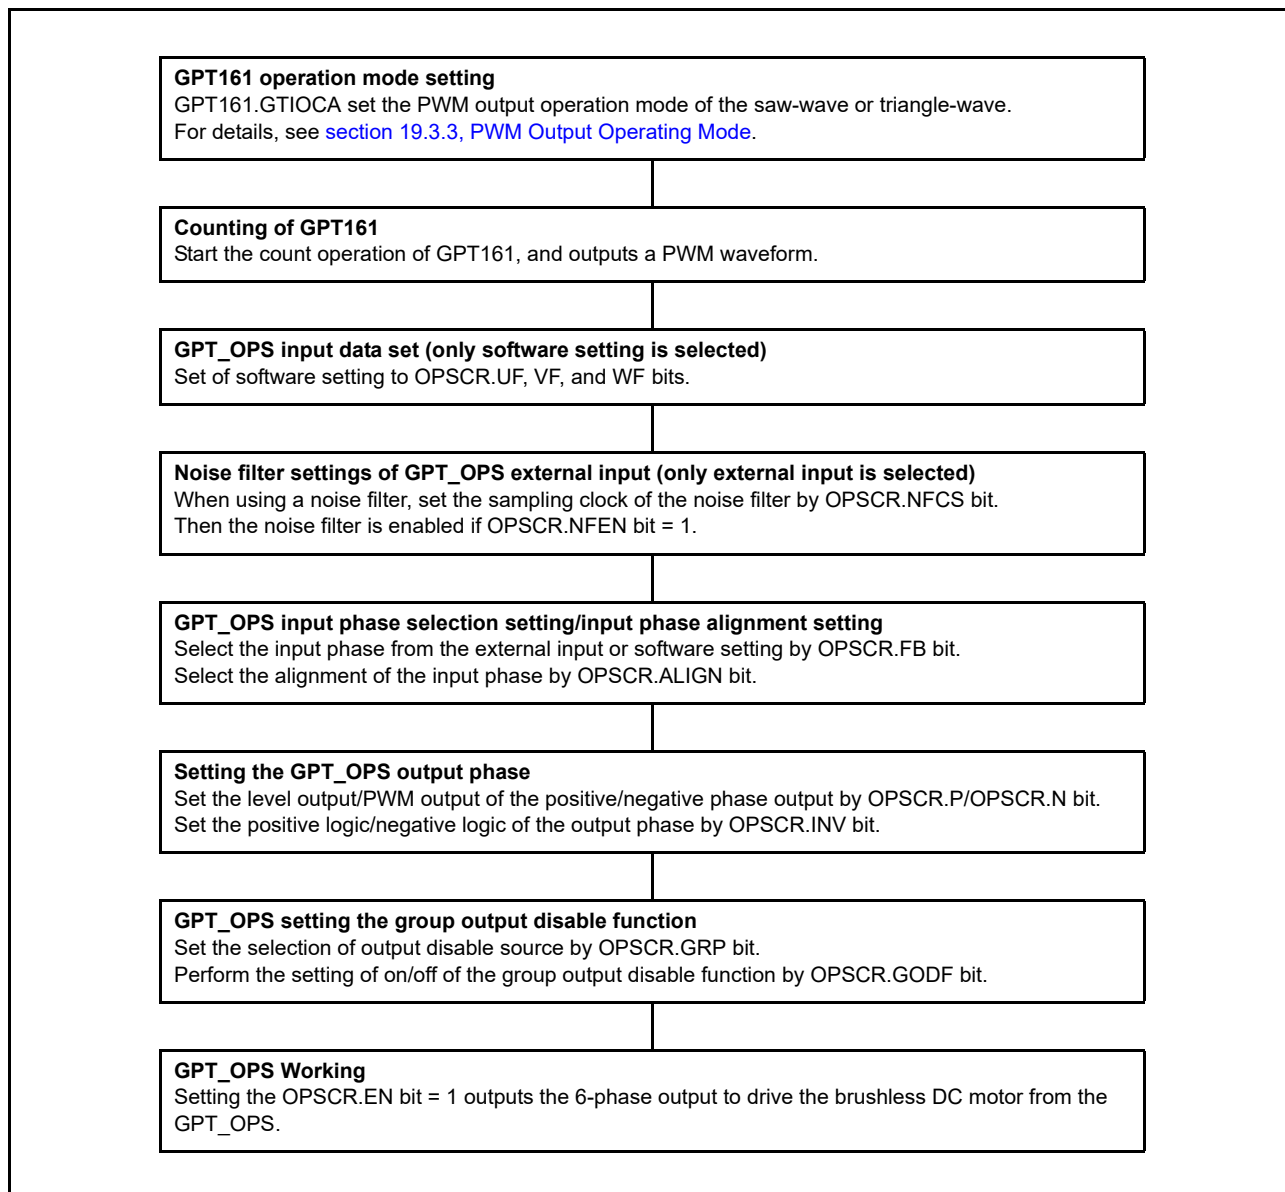 GPT161 operation mode setting
GPT161.GTIOCA set the PWM output operation mode of the saw-wave or triangle-wave.
For details, see section 19.3.3, PWM Output Operating Mode.
Counting of GPT161
Start the count operation of GPT161, and outputs a PWM waveform.
GPT_OPS input data set (only software setting is selected)
Set of software setting to OPSCR.UF, VF, and WF bits.
Noise filter settings of GPT_OPS external input (only external input is selected)
When using a noise filter, set the sampling clock of the noise filter by OPSCR.NFCS bit.
Then the noise filter is enabled if OPSCR.NFEN bit = 1.
GPT_OPS input phase selection setting/input phase alignment setting
Select the input phase from the external input or software setting by OPSCR.FB bit.
Select the alignment of the input phase by OPSCR.ALIGN bit.
Setting the GPT_OPS output phase
Set the level output/PWM output of the positive/negative phase output by OPSCR.P/OPSCR.N bit.
Set the positive logic/negative logic of the output phase by OPSCR.INV bit.
GPT_OPS setting the group output disable function
Set the selection of output disable source by OPSCR.GRP bit.
Perform the setting of on/off of the group output disable function by OPSCR.GODF bit.
GPT_OPS Working
Setting the OPSCR.EN bit = 1 outputs the 6-phase output to drive the brushless DC motor from the
GPT_OPS.